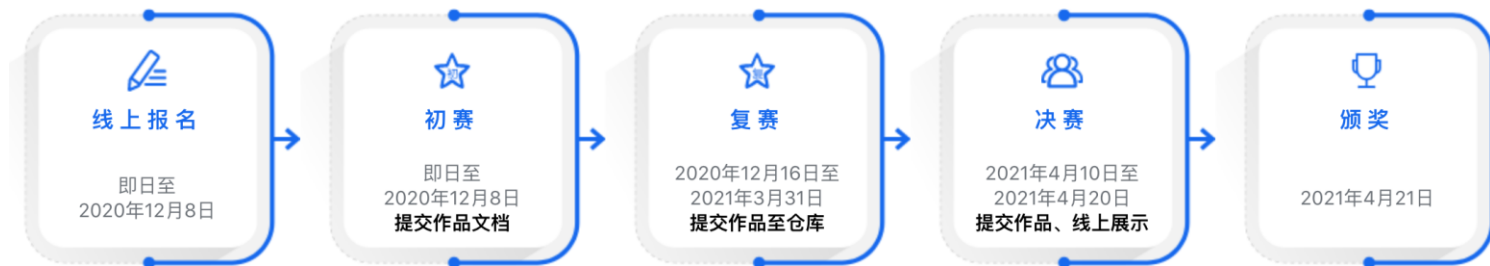 线上报名
即日至
2020年12月8日
初
初赛
即日至
2020年12月8日
提交作品文档
复
复赛
2020年12月16日至
2021年3月31日
提交作品至仓库
决赛
2021年4月10日至
2021年4月20日
提交作品、线上展示
颁奖
2021年4月21日